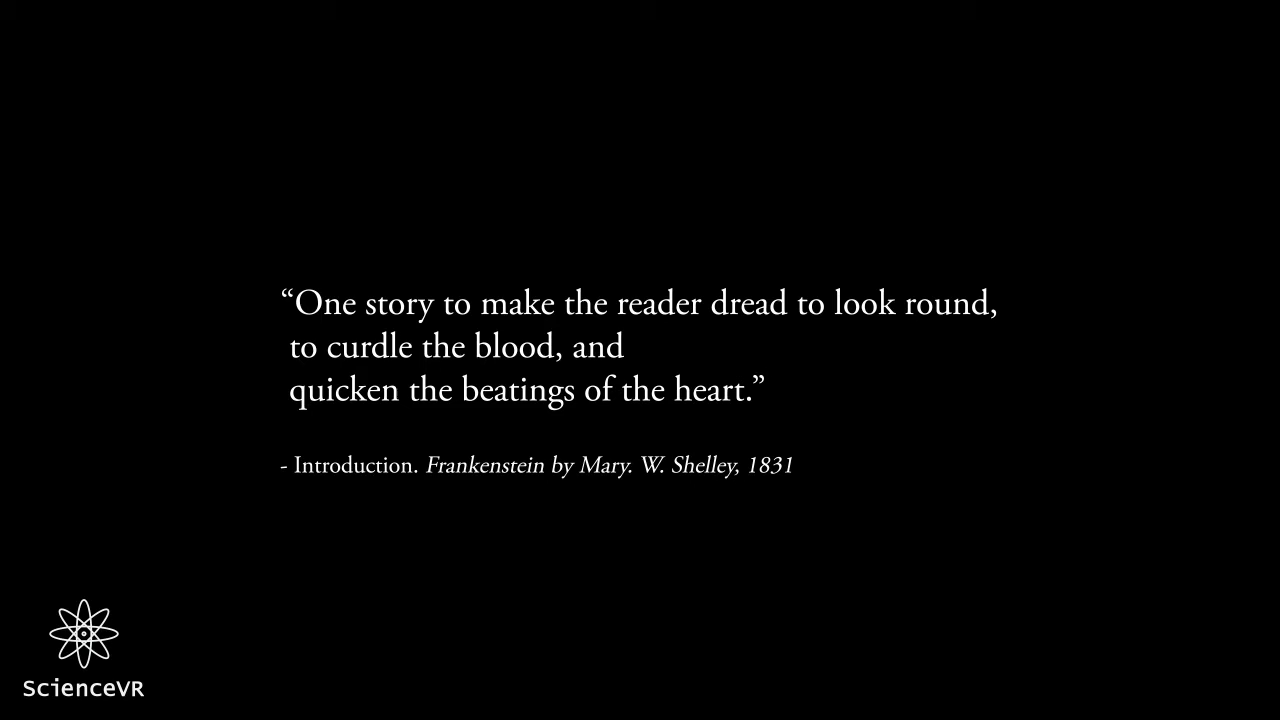 “One story to make the reader dread to look round,
to curdle the blood, and
quicken the beatings of the heart.”
- Introduction. Frankenstein by Mary. W. Shelley, 1831
ScienceVR